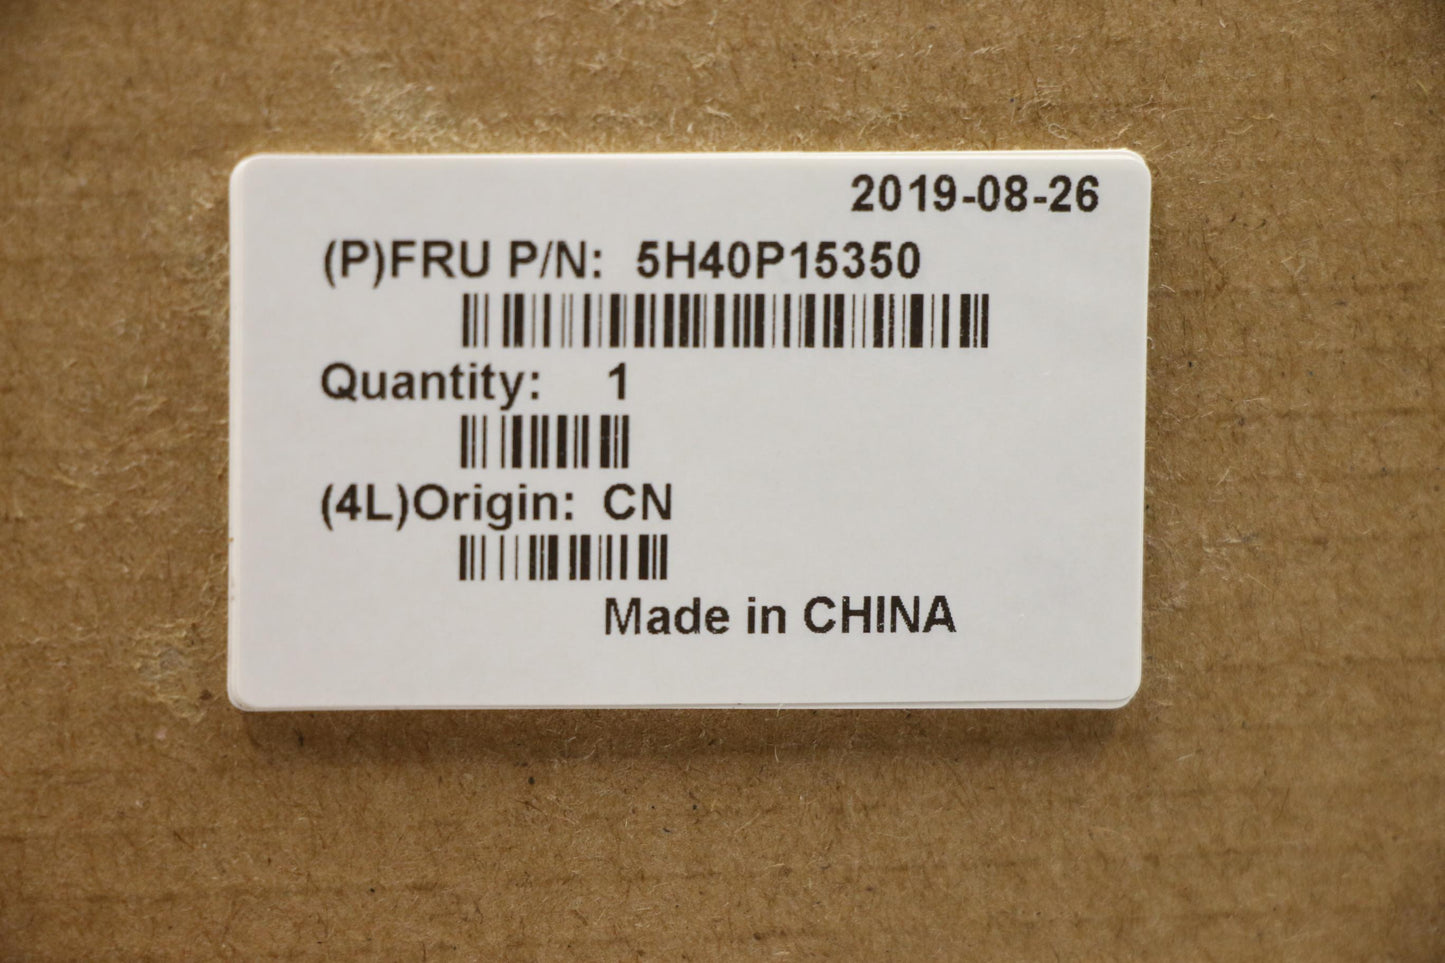 2019-08-26
(P)FRU P/N: 5H40P15350
Quantity: 1
(4L)Origin: CN
Made in CHINA